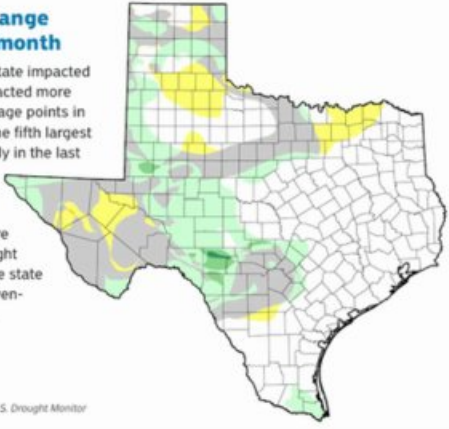 ange
month
tate impacted
acted more
age points in
e fifth largest
ly in the last
re
ght
e state
en-
S. Drought Monitor